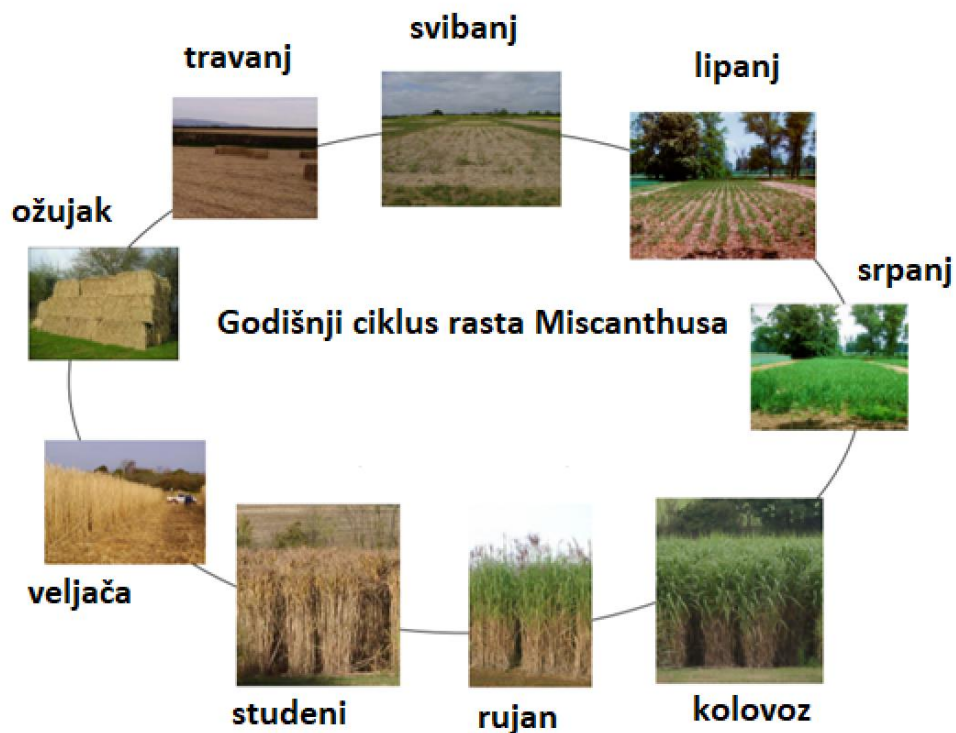 svibanj
travanj
lipanj
ožujak
srpanj
Godišnji ciklus rasta Miscanthusa
veljača
studeni
rujan
kolovoz